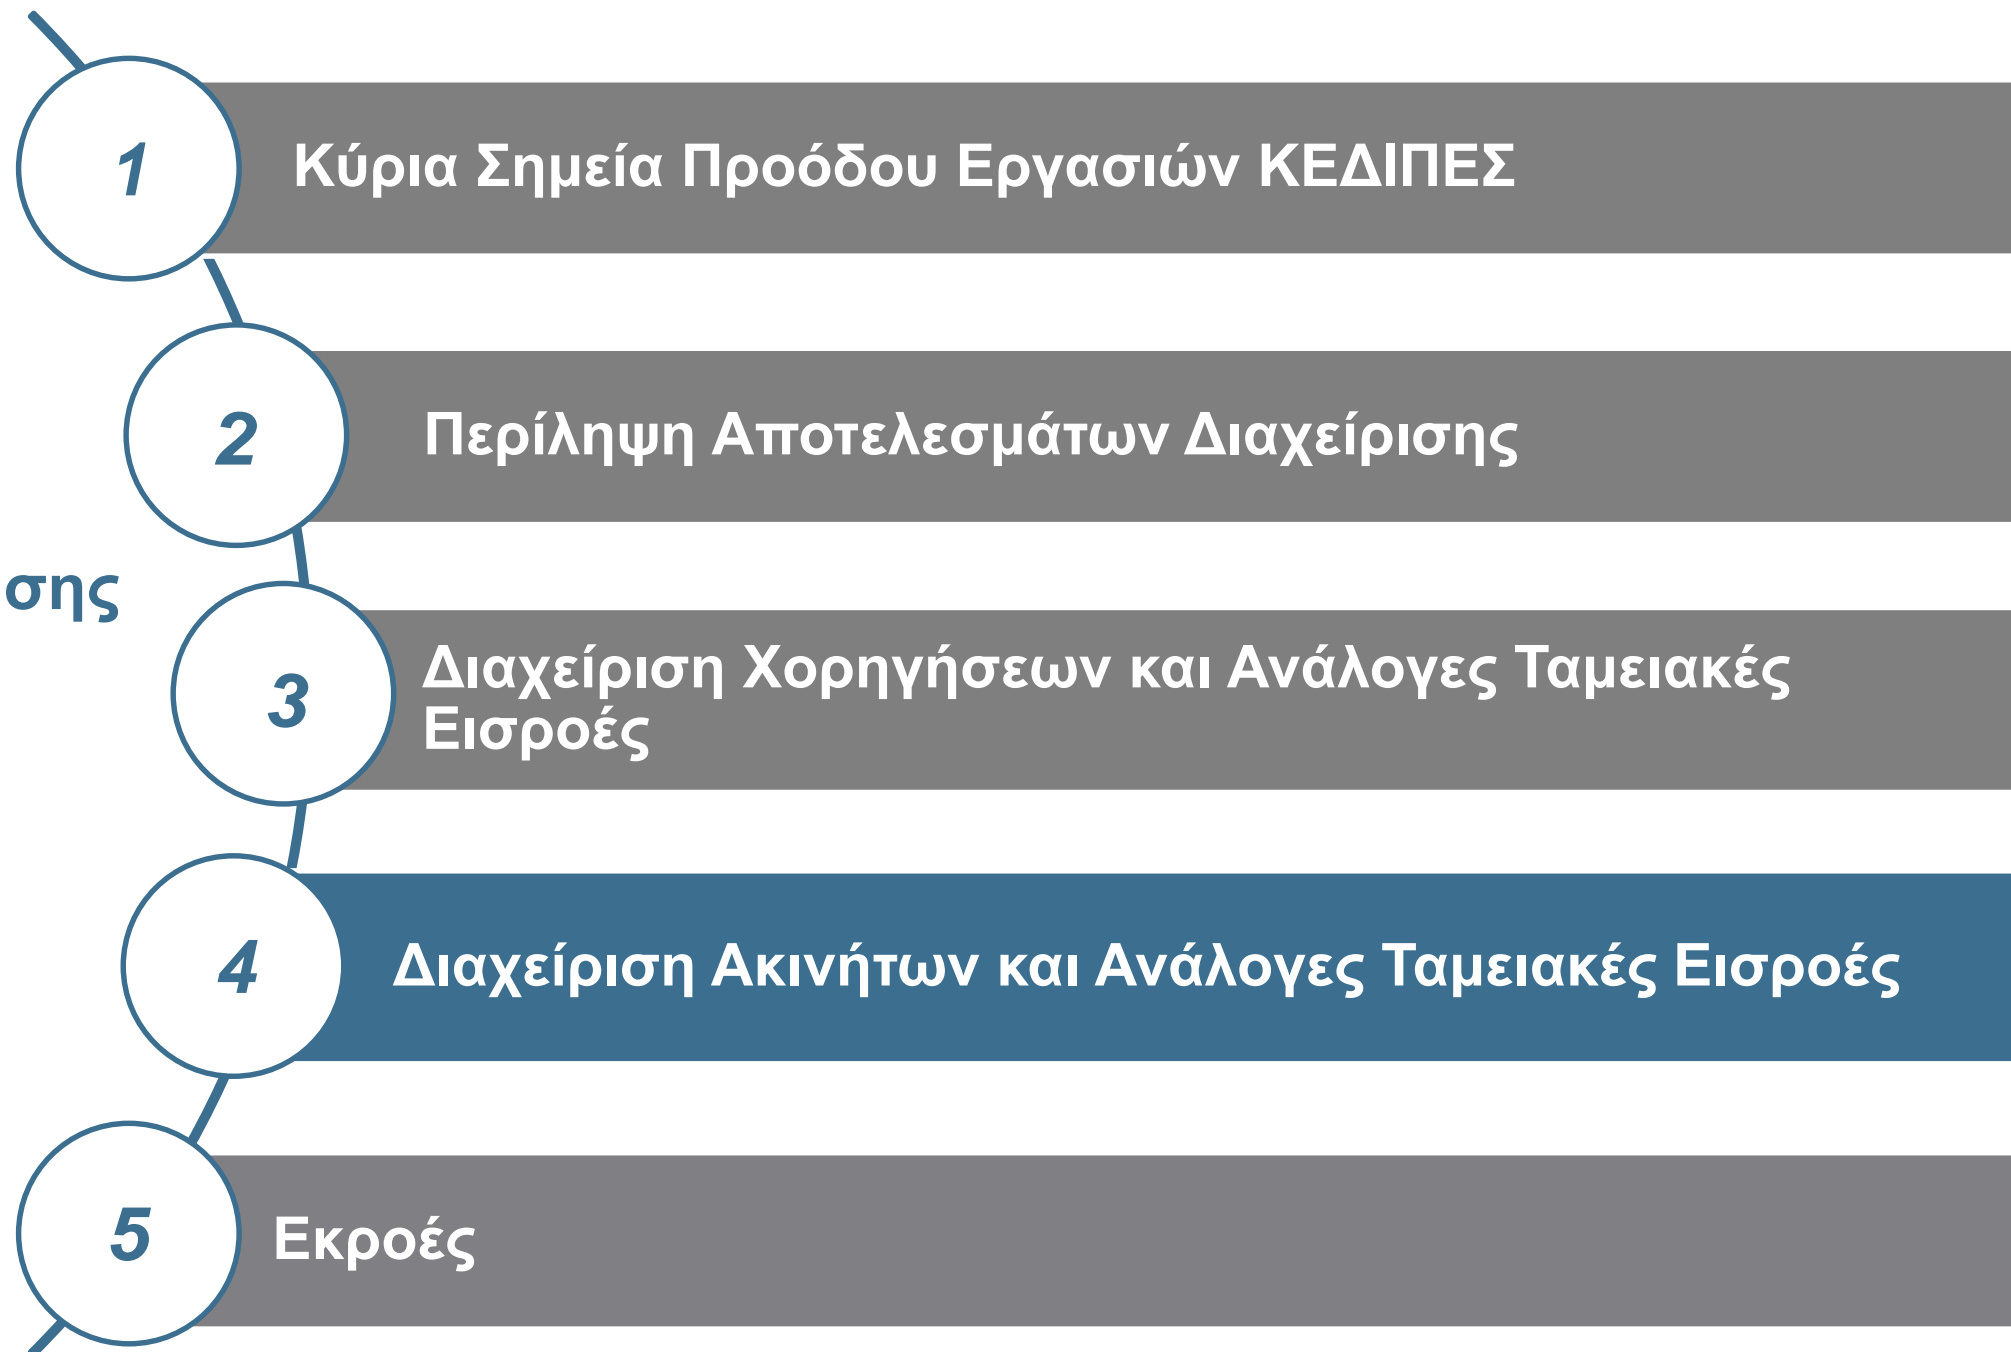 1
Κύρια Σημεία Προόδου Εργασιών ΚΕΔΙΠΕΣ
2
Περίληψη Αποτελεσμάτων Διαχείρισης
σης
3
Διαχείριση Χορηγήσεων και Ανάλογες Ταμειακές
Εισροές
4
Διαχείριση Ακινήτων και Ανάλογες Ταμειακές Εισροές
5
Εκροές